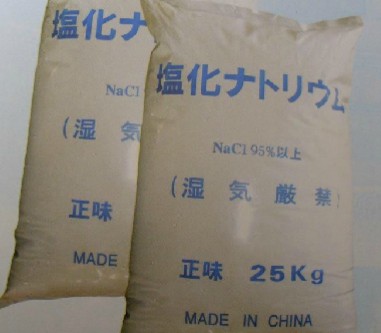 塩化ナ
NaCl
(湿 気
正味
MADE
塩化ナトリウム
NaCl 95%以上
(湿 気 厳 禁)
正味 25Kg
MADE IN CHINA